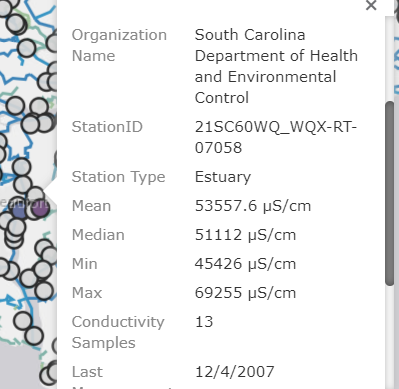 ×
Organization South Carolina
Name Department of Health
and Environmental
Control
StationID 21SC60WQ_WQX-RT-
07058
Station Type Estuary
Mean 53557.6 µS/cm
Median 51112 µS/cm
Min 45426 µS/cm
Max 69255 µS/cm
Conductivity 13
Samples
Last 12/4/2007